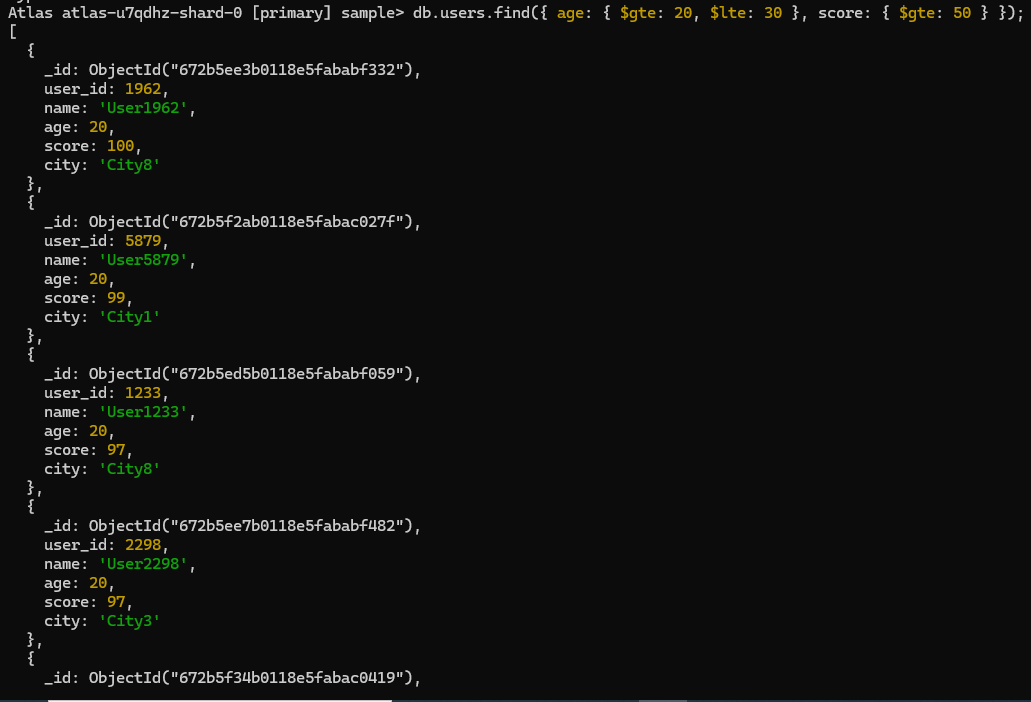 Atlas atlas-u7qdhz-shard-0 [primary] sample> db.users.find({ age: { $gte: 20, $lte: 30 }, score: { $gte: 50 } });
[
  {
    _id: ObjectId("672b5ee3b0118e5fababf332"),
    user_id: 1962,
    name: 'User1962',
    age: 20,
    score: 100,
    city: 'City8'
  },
  {
    _id: ObjectId("672b5f2ab0118e5fabac027f"),
    user_id: 5879,
    name: 'User5879',
    age: 20,
    score: 99,
    city: 'City1'
  },
  {
    _id: ObjectId("672b5ed5b0118e5fababf059"),
    user_id: 1233,
    name: 'User1233',
    age: 20,
    score: 97,
    city: 'City8'
  },
  {
    _id: ObjectId("672b5ee7b0118e5fababf482"),
    user_id: 2298,
    name: 'User2298',
    age: 20,
    score: 97,
    city: 'City3'
  },
  {
    _id: ObjectId("672b5f34b0118e5fabac0419"),